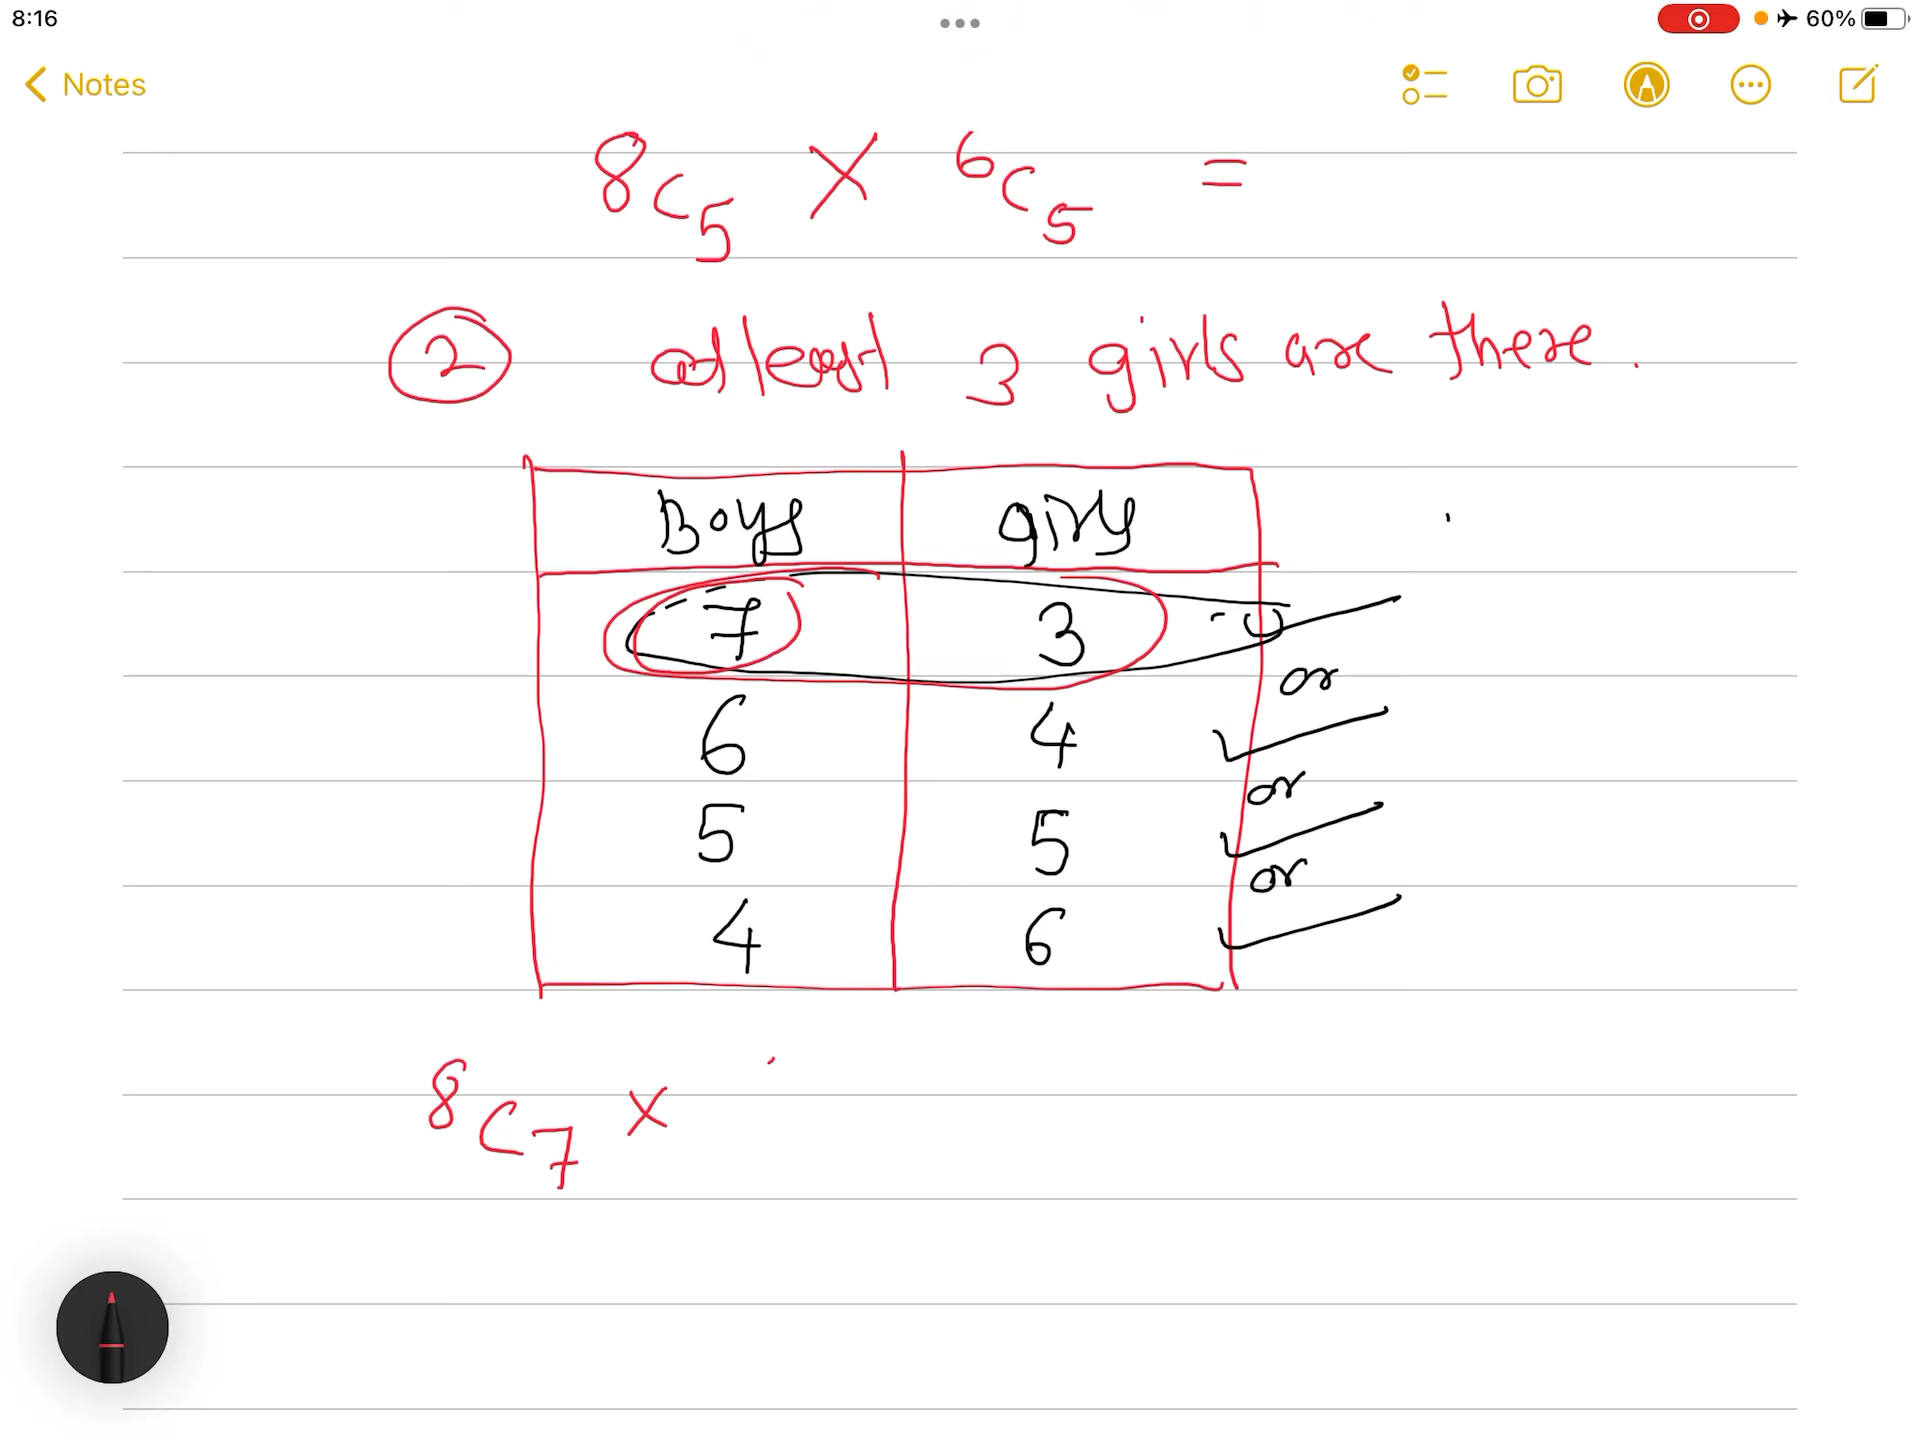 8:16
60%
Notes
8C5 × 6C5 =
2 atleast 3 girls are there.
Boys girls
7 3
or
6 4
or
5 5
or
4 6
8C7 ×